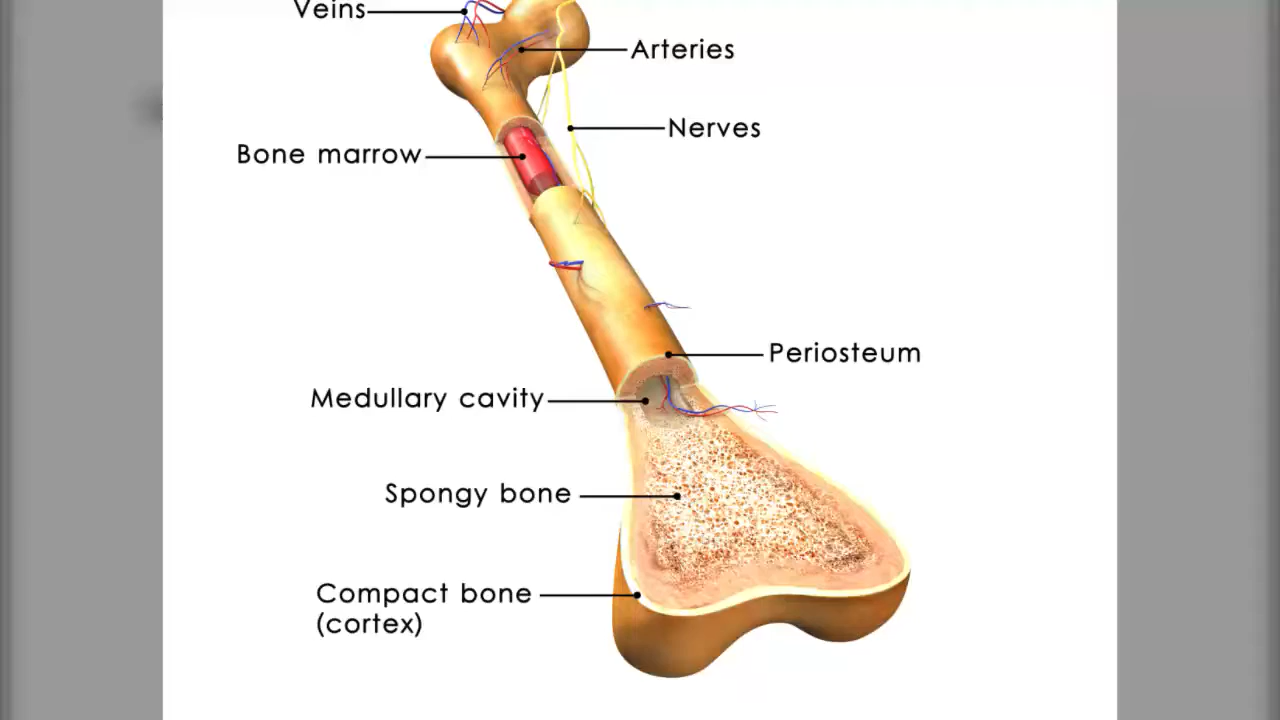 Veins
Arteries
Nerves
Bone marrow
Periosteum
Medullary cavity
Spongy bone
Compact bone
(cortex)